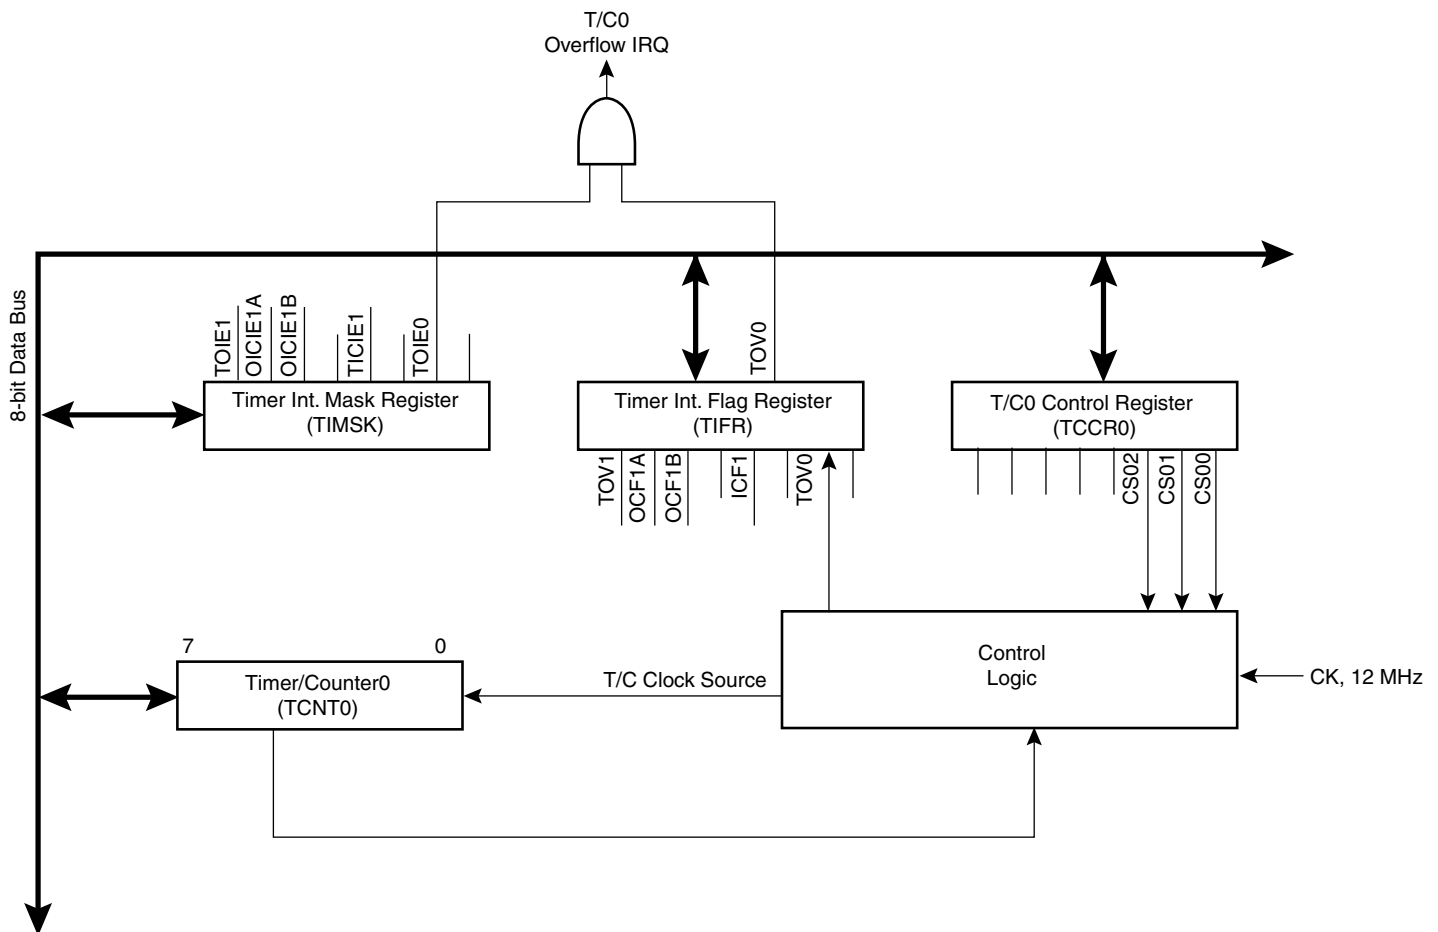 T/C0
Overflow IRQ
8-bit Data Bus
TOIE1
OICIE1A
OICIE1B
TICIE1
TOIE0
TOV0
Timer Int. Mask Register
(TIMSK)
Timer Int. Flag Register
(TIFR)
T/C0 Control Register
(TCCR0)
TOV1
OCF1A
OCF1B
ICF1
TOV0
CS02
CS01
CS00
7
0
Timer/Counter0
(TCNT0)
T/C Clock Source
Control
Logic
CK, 12 MHz